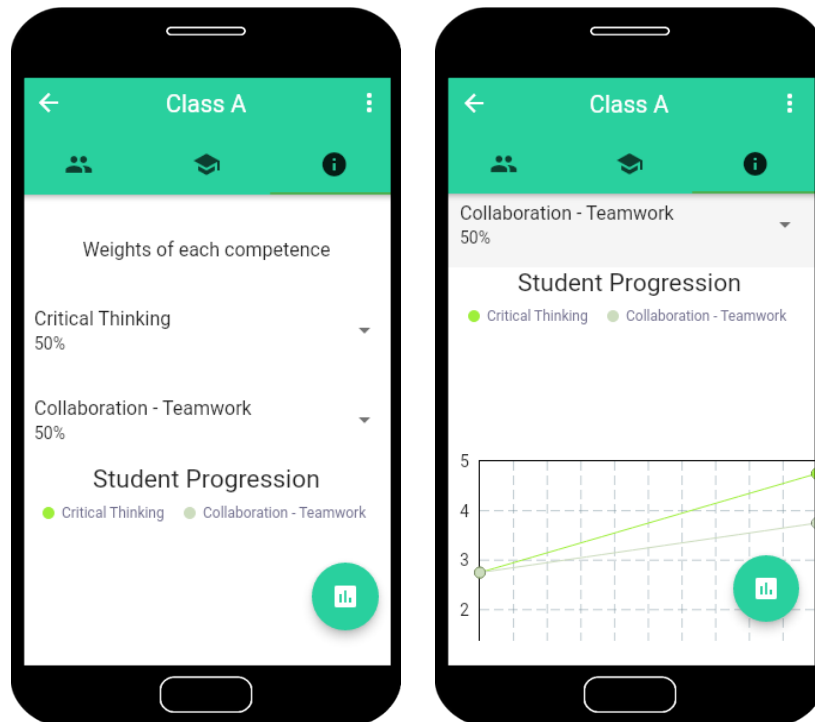 Class A
Weights of each competence
Critical Thinking
50%
Collaboration - Teamwork
50%
Student Progression
Critical Thinking Collaboration - Teamwork
Class A
Collaboration - Teamwork
50%
Student Progression
Critical Thinking Collaboration - Teamwork
5
4
3
2